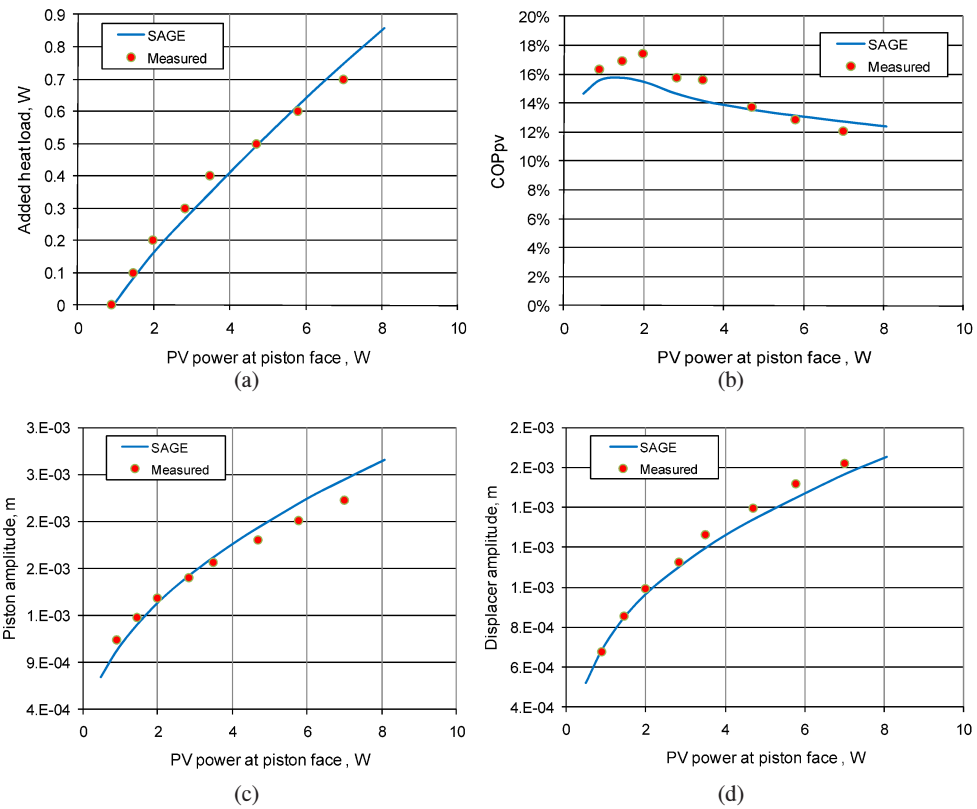 0.9
0.8
0.7
0.6
0.5
0.4
0.3
0.2
0.1
0
Added heat load, W
SAGE
Measured
0 2 4 6 8 10
PV power at piston face , W
(a)
20%
18%
16%
14%
12%
10%
8%
6%
4%
2%
0%
COPpv
SAGE
Measured
0 2 4 6 8 10
PV power at piston face , W
(b)
3.E-03
3.E-03
2.E-03
2.E-03
1.E-03
9.E-04
4.E-04
Piston amplitude, m
SAGE
Measured
0 2 4 6 8 10
PV power at piston face , W
(c)
2.E-03
2.E-03
1.E-03
1.E-03
1.E-03
8.E-04
6.E-04
4.E-04
Displacer amplitude, m
SAGE
Measured
0 2 4 6 8 10
PV power at piston face , W
(d)